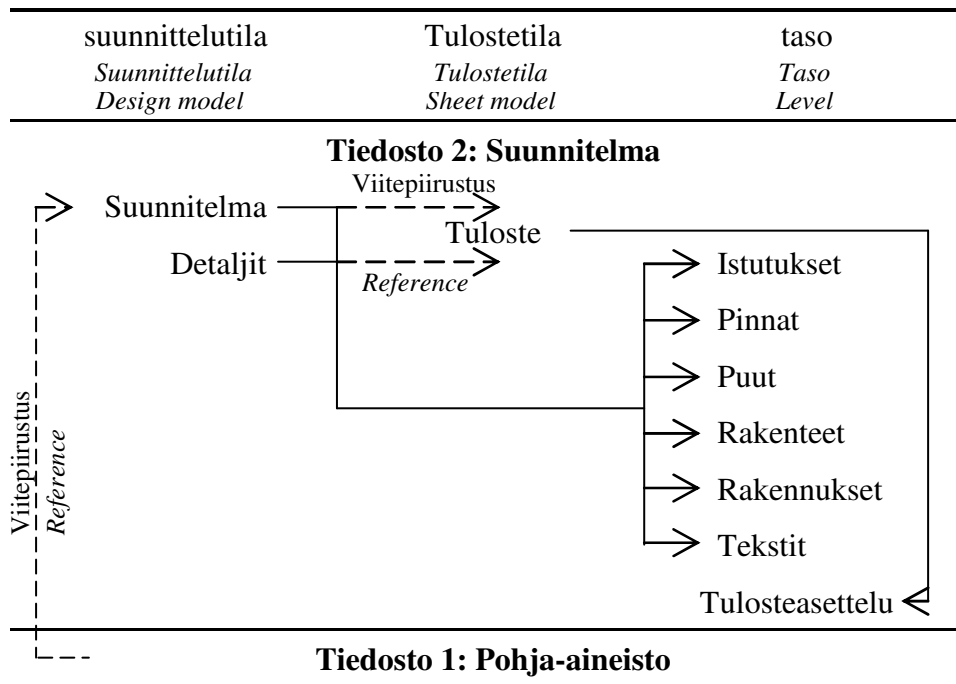 suunnittelutila Tulostetila taso
Suunnittelutila Tulostetila Taso
Design model Sheet model Level
Tiedosto 2: Suunnitelma
Viitepiirustus
Suunnitelma
Tuloste
Detaljit
Reference
Istutukset
Pinnat
Puut
Rakenteet
Rakennukset
Tekstit
Tulosteasettelu
Viitepiirustus
Reference
Tiedosto 1: Pohja-aineisto